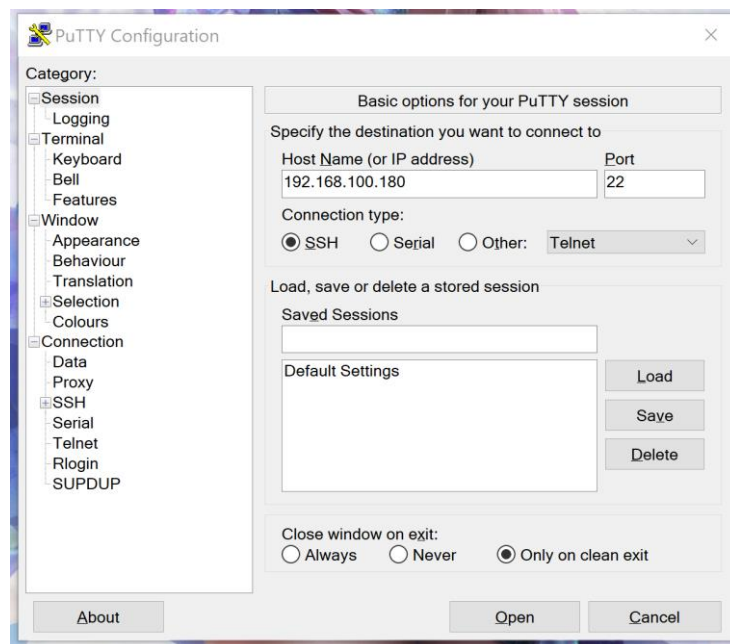 PuTTY Configuration
Category:
Session
Logging
Terminal
Keyboard
Bell
Features
Window
Appearance
Behaviour
Translation
Selection
Colours
Connection
Data
Proxy
SSH
Serial
Telnet
Rlogin
SUPDUP
Basic options for your PuTTY session
Specify the destination you want to connect to
Host Name (or IP address) Port
192.168.100.180 22
Connection type:
SSH Serial Other: Telnet
Load, save or delete a stored session
Saved Sessions
Default Settings
Load
Save
Delete
Close window on exit:
Always Never Only on clean exit
About Open Cancel